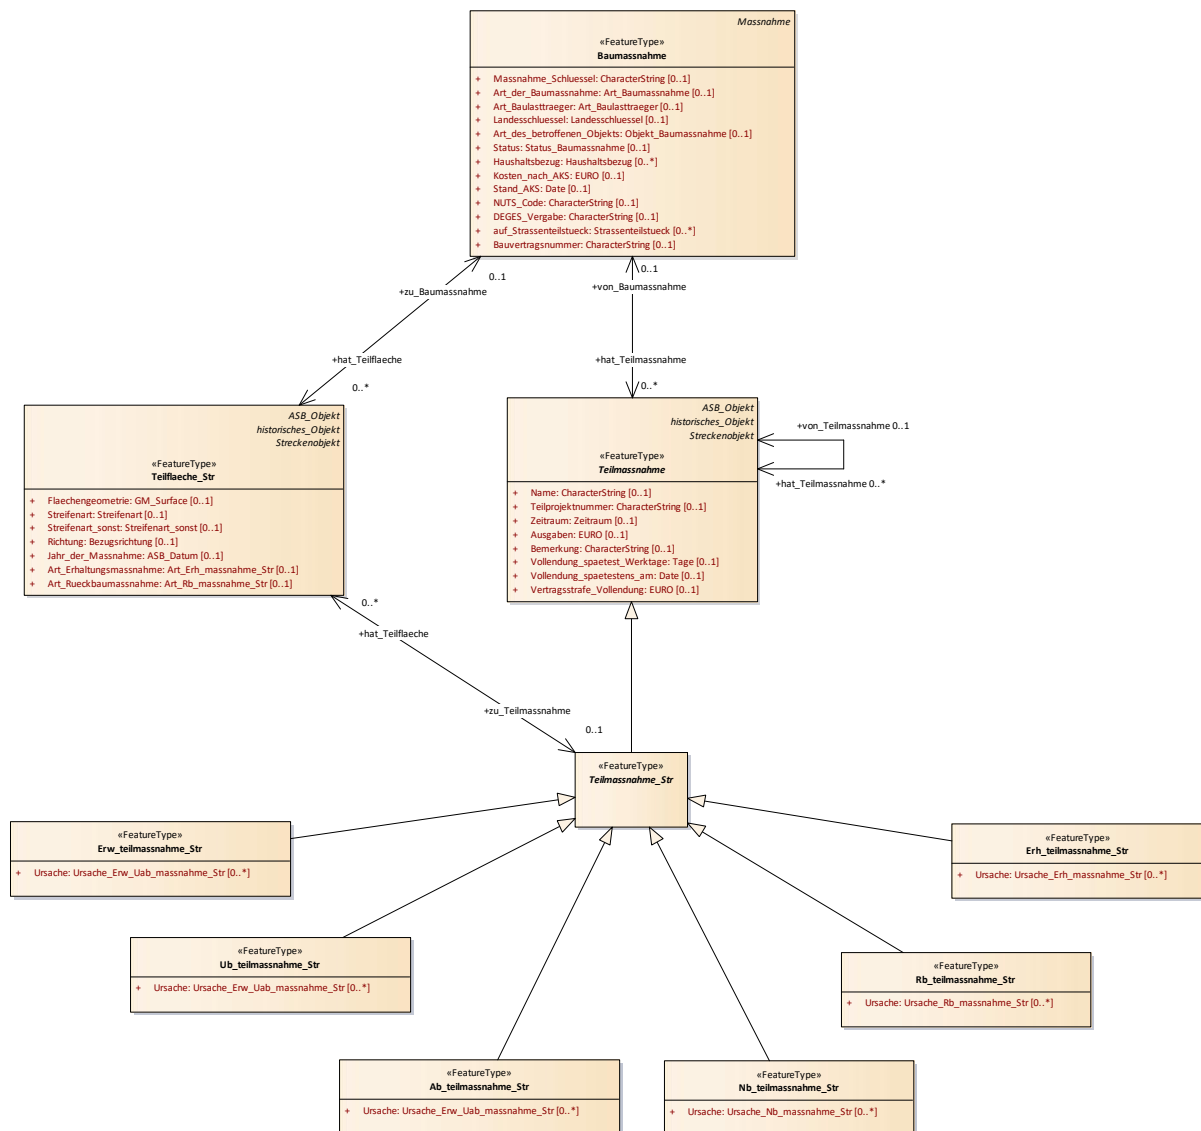 Massnahme
«FeatureType»
Baumassnahme
+ Massnahme_Schluessel: CharacterString [0..1]
+ Art_der_Baumassnahme: Art_Baumassnahme [0..1]
+ Art_Baulasttraeger: Art_Baulasttraeger [0..1]
+ Landesschluessel: Landesschluessel [0..1]
+ Art_des_betroffenen_Objekts: Objekt_Baumassnahme [0..1]
+ Status: Status_Baumassnahme [0..1]
+ Haushaltsbezug: Haushaltsbezug [0..*]
+ Kosten_nach_AKS: EURO [0..1]
+ Stand_AKS: Date [0..1]
+ NUTS_Code: CharacterString [0..1]
+ DEGES_Vergabe: CharacterString [0..1]
+ auf_Strassenteilstueck: Strassenteilstueck [0..*]
+ Bauvertragsnummer: CharacterString [0..1]
0..1
+zu_Baumassnahme
0..1
+von_Baumassnahme
+hat_Teilflaeche
0..*
+hat_Teilmassnahme
0..*
ASB_Objekt
historisches_Objekt
Streckenobjekt
«FeatureType»
Teilflaeche_Str
+ Flaechengeometrie: GM_Surface [0..1]
+ Streifenart: Streifenart [0..1]
+ Streifenart_sonst: Streifenart_sonst [0..1]
+ Richtung: Bezugsrichtung [0..1]
+ Jahr_der_Massnahme: ASB_Datum [0..1]
+ Art_Erhaltungsmassnahme: Art_Erh_massnahme_Str [0..1]
+ Art_Rueckbaumassnahme: Art_Rb_massnahme_Str [0..1]
ASB_Objekt
historisches_Objekt
Streckenobjekt
«FeatureType»
Teilmassnahme
+ Name: CharacterString [0..1]
+ Teilprojektnummer: CharacterString [0..1]
+ Zeitraum: Zeitraum [0..1]
+ Ausgaben: EURO [0..1]
+ Bemerkung: CharacterString [0..1]
+ Vollendung_spaetest_Werktage: Tage [0..1]
+ Vollendung_spaetestens_am: Date [0..1]
+ Vertragsstrafe_Vollendung: EURO [0..1]
+von_Teilmassnahme 0..1
+hat_Teilmassnahme 0..*
0..*
+hat_Teilflaeche
+zu_Teilmassnahme
0..1
«FeatureType»
Teilmassnahme_Str
«FeatureType»
Erw_teilmassnahme_Str
+ Ursache: Ursache_Erw_Uab_massnahme_Str [0..*]
«FeatureType»
Erh_teilmassnahme_Str
+ Ursache: Ursache_Erh_massnahme_Str [0..*]
«FeatureType»
Ub_teilmassnahme_Str
+ Ursache: Ursache_Erw_Uab_massnahme_Str [0..*]
«FeatureType»
Rb_teilmassnahme_Str
+ Ursache: Ursache_Rb_massnahme_Str [0..*]
«FeatureType»
Ab_teilmassnahme_Str
+ Ursache: Ursache_Erw_Uab_massnahme_Str [0..*]
«FeatureType»
Nb_teilmassnahme_Str
+ Ursache: Ursache_Nb_massnahme_Str [0..*]